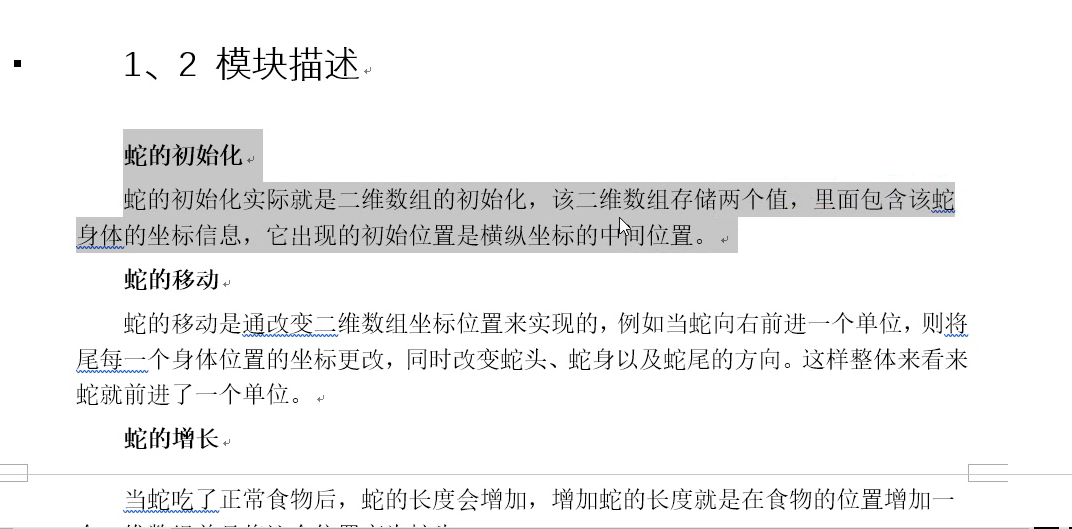 1、2 模块描述
蛇的初始化
蛇的初始化实际就是二维数组的初始化，该二维数组存储两个值，里面包含该蛇
身体的坐标信息，它出现的初始位置是横纵坐标的中间位置。
蛇的移动
蛇的移动是通改变二维数组坐标位置来实现的，例如当蛇向右前进一个单位，则将
尾每一个身体位置的坐标更改，同时改变蛇头、蛇身以及蛇尾的方向。这样整体来看来
蛇就前进了一个单位。
蛇的增长
当蛇吃了正常食物后，蛇的长度会增加，增加蛇的长度就是在食物的位置增加一